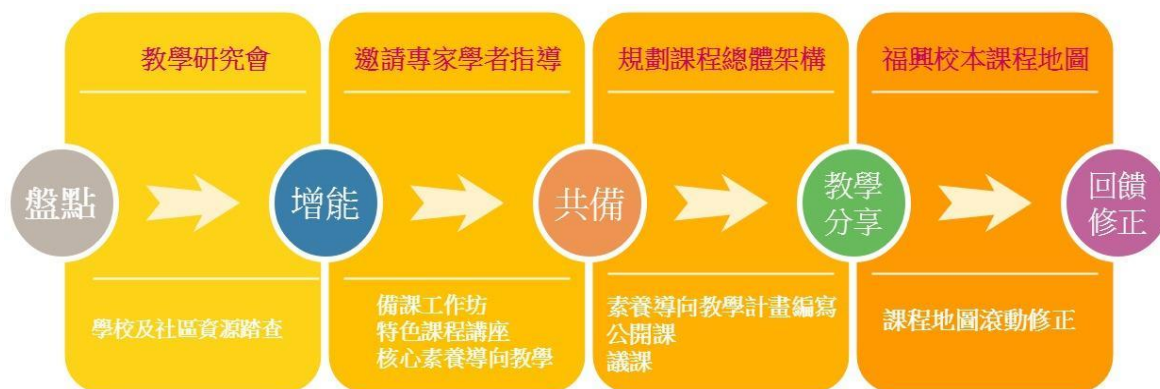 教學研究會
邀請專家學者指導
規劃課程總體架構
福興校本課程地圖
盤點
增能
共備
教學
分享
回饋
修正
學校及社區資源踏查
備課工作坊
特色課程講座
核心素養導向教學
素養導向教學計畫編寫
公開課
議課
課程地圖滾動修正